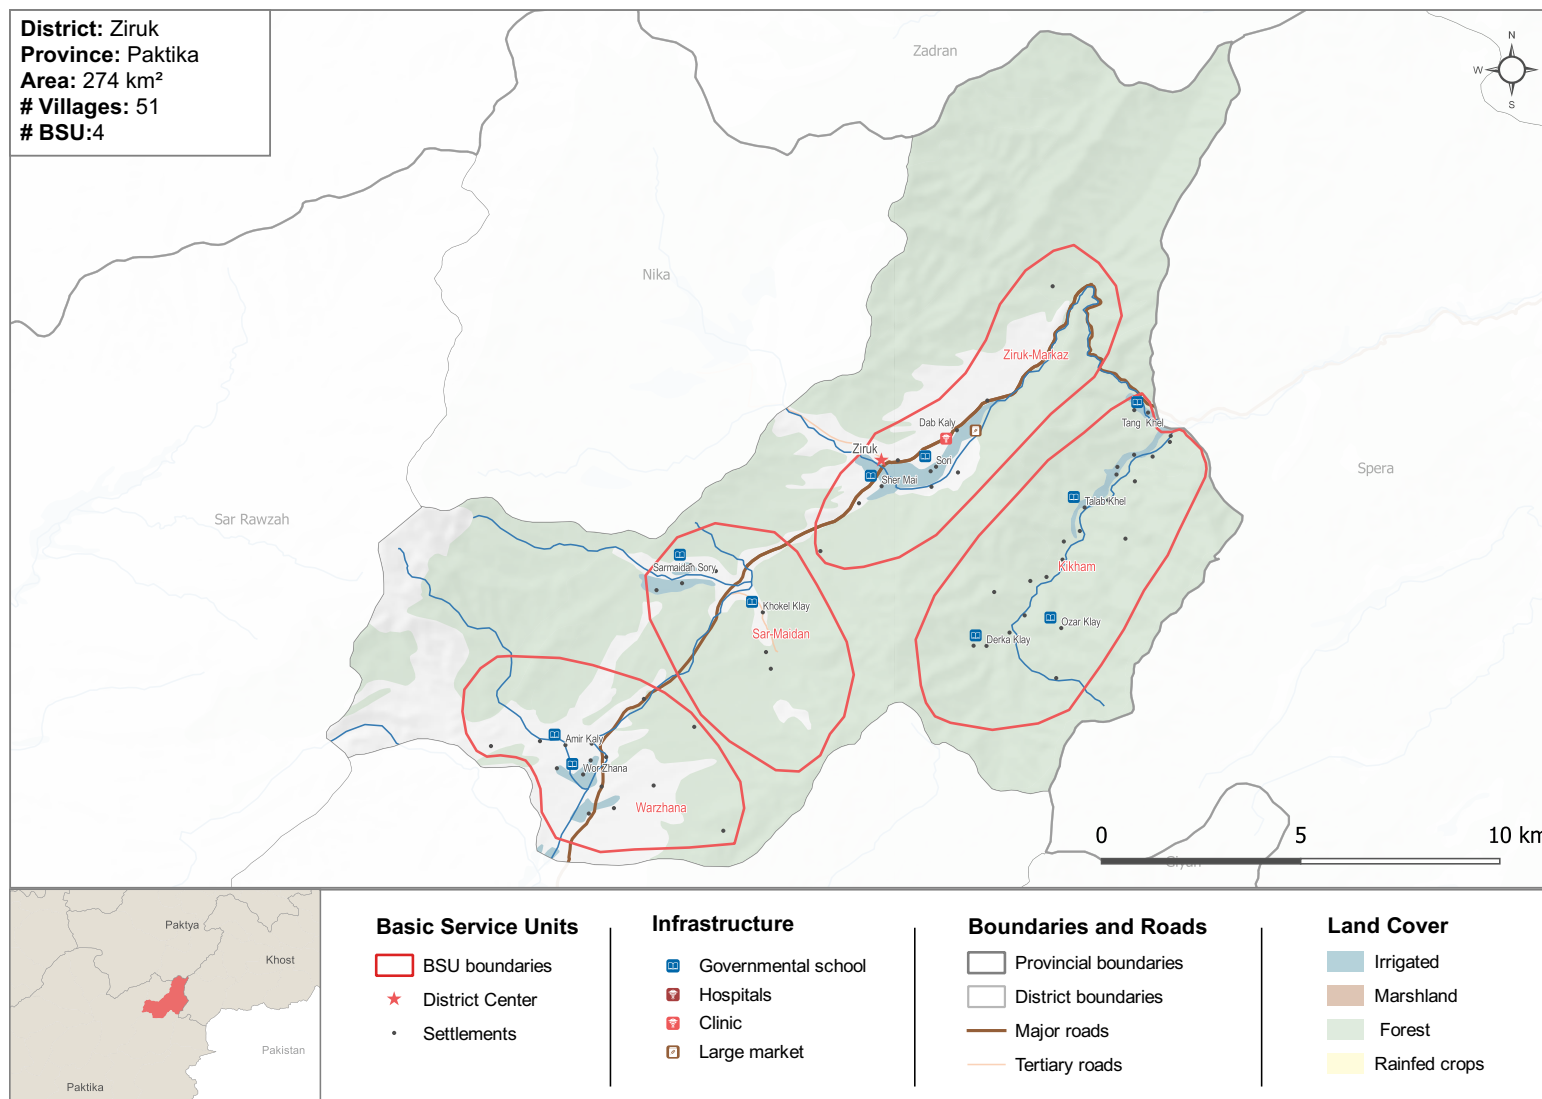 District: Ziruk
Province: Paktika
Area: 274 km²
# Villages: 51
# BSU:4
Zadran
N
W
S
Nika
Ziruk-Markaz
Dab Kaly
Tang Khel
Ziruk
Sori
Sher Mai
Spera
Talab Khel
Sar Rawzah
Sarmaidan Sory
Kikham
Khokel Klay
Ozar Klay
Sar-Maidan
Derka Klay
Amir Kaly
Wor Zhana
Warzhana
0 5 10 km
Giyan
Paktya
Khost
Pakistan
Paktika
Basic Service Units
BSU boundaries
District Center
Settlements
Infrastructure
Governmental school
Hospitals
Clinic
Large market
Boundaries and Roads
Provincial boundaries
District boundaries
Major roads
Tertiary roads
Land Cover
Irrigated
Marshland
Forest
Rainfed crops